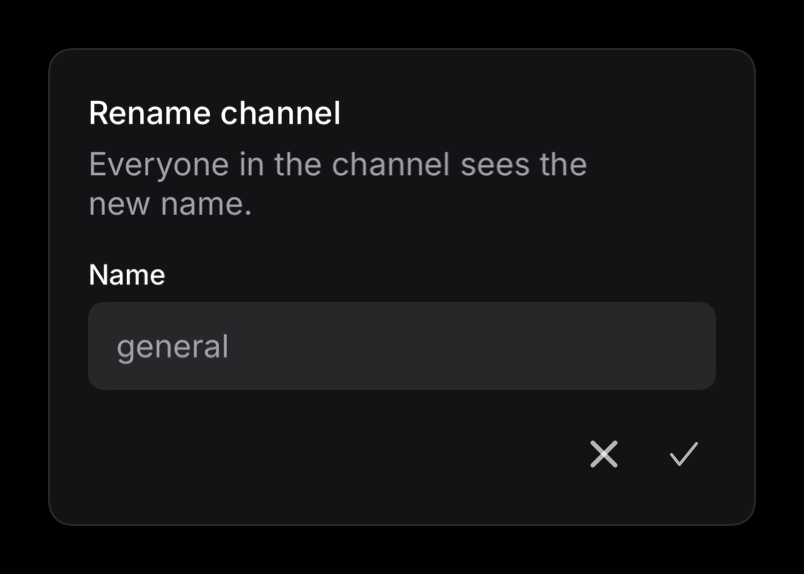 Rename channel
Everyone in the channel sees the
new name.
Name
general